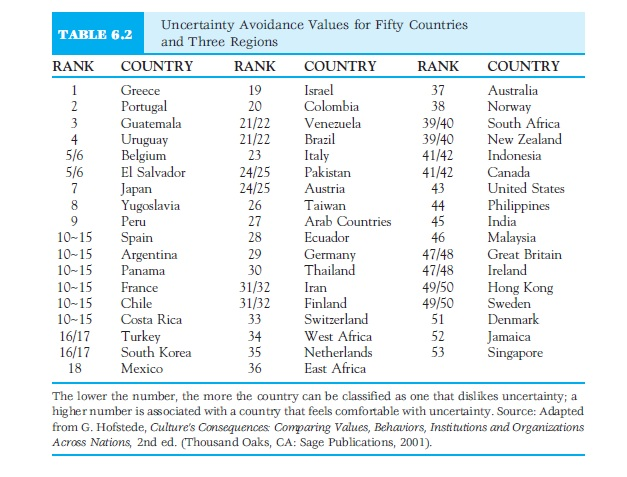 TABLE 6.2
Uncertainty Avoidance Values for Fifty Countries
and Three Regions
RANK COUNTRY RANK COUNTRY RANK COUNTRY
1 Greece 19 Israel 37 Australia
2 Portugal 20 Colombia 38 Norway
3 Guatemala 21/22 Venezuela 39/40 South Africa
4 Uruguay 21/22 Brazil 39/40 New Zealand
5/6 Belgium 23 Italy 41/42 Indonesia
5/6 El Salvador 24/25 Pakistan 41/42 Canada
7 Japan 24/25 Austria 43 United States
8 Yugoslavia 26 Taiwan 44 Philippines
9 Peru 27 Arab Countries 45 India
10~15 Spain 28 Ecuador 46 Malaysia
10~15 Argentina 29 Germany 47/48 Great Britain
10~15 Panama 30 Thailand 47/48 Ireland
10~15 France 31/32 Iran 49/50 Hong Kong
10~15 Chile 31/32 Finland 49/50 Sweden
10~15 Costa Rica 33 Switzerland 51 Denmark
16/17 Turkey 34 West Africa 52 Jamaica
16/17 South Korea 35 Netherlands 53 Singapore
18 Mexico 36 East Africa
The lower the number, the more the country can be classified as one that dislikes uncertainty; a
higher number is associated with a country that feels comfortable with uncertainty. Source: Adapted
from G. Hofstede, Culture's Consequences: Comparing Values, Behaviors, Institutions and Organizations
Across Nations, 2nd ed. (Thousand Oaks, CA: Sage Publications, 2001).